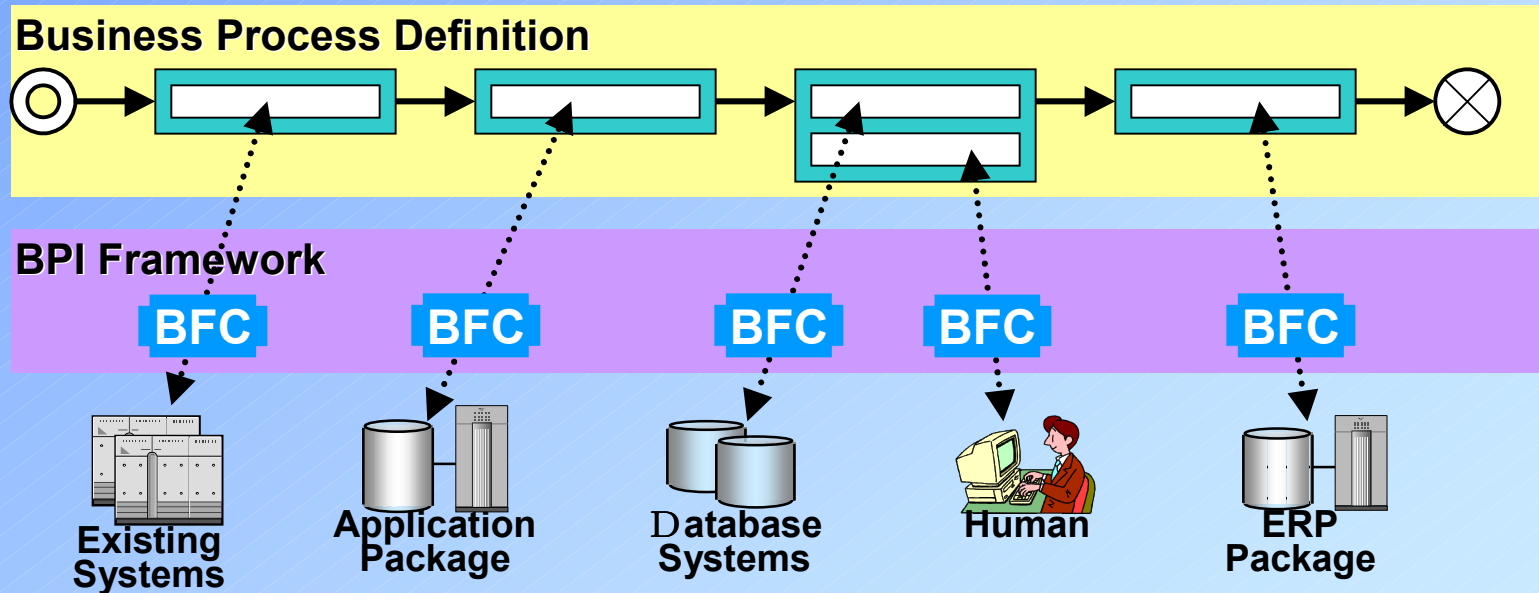 Business Process Definition
BPI Framework
BFC
BFC
BFC
BFC
BFC
Existing
Systems
Application
Package
Database
Systems
Human
ERP
Package